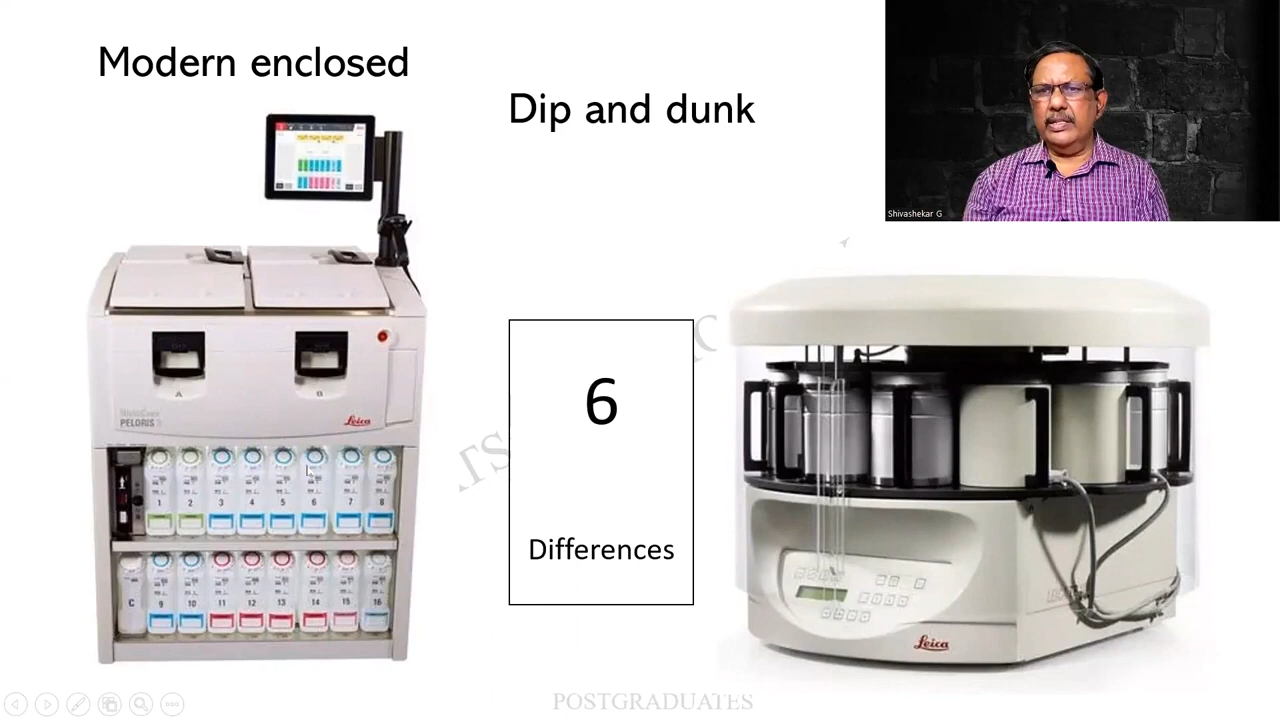 Modern enclosed
Dip and dunk
Shivashekar G
6
Differences
A
B
PELORIS
Leica
1 2 3 4 5 6 7 8
C 9 10 11 12 13 14 15 16
Leica
POSTGRADUATES